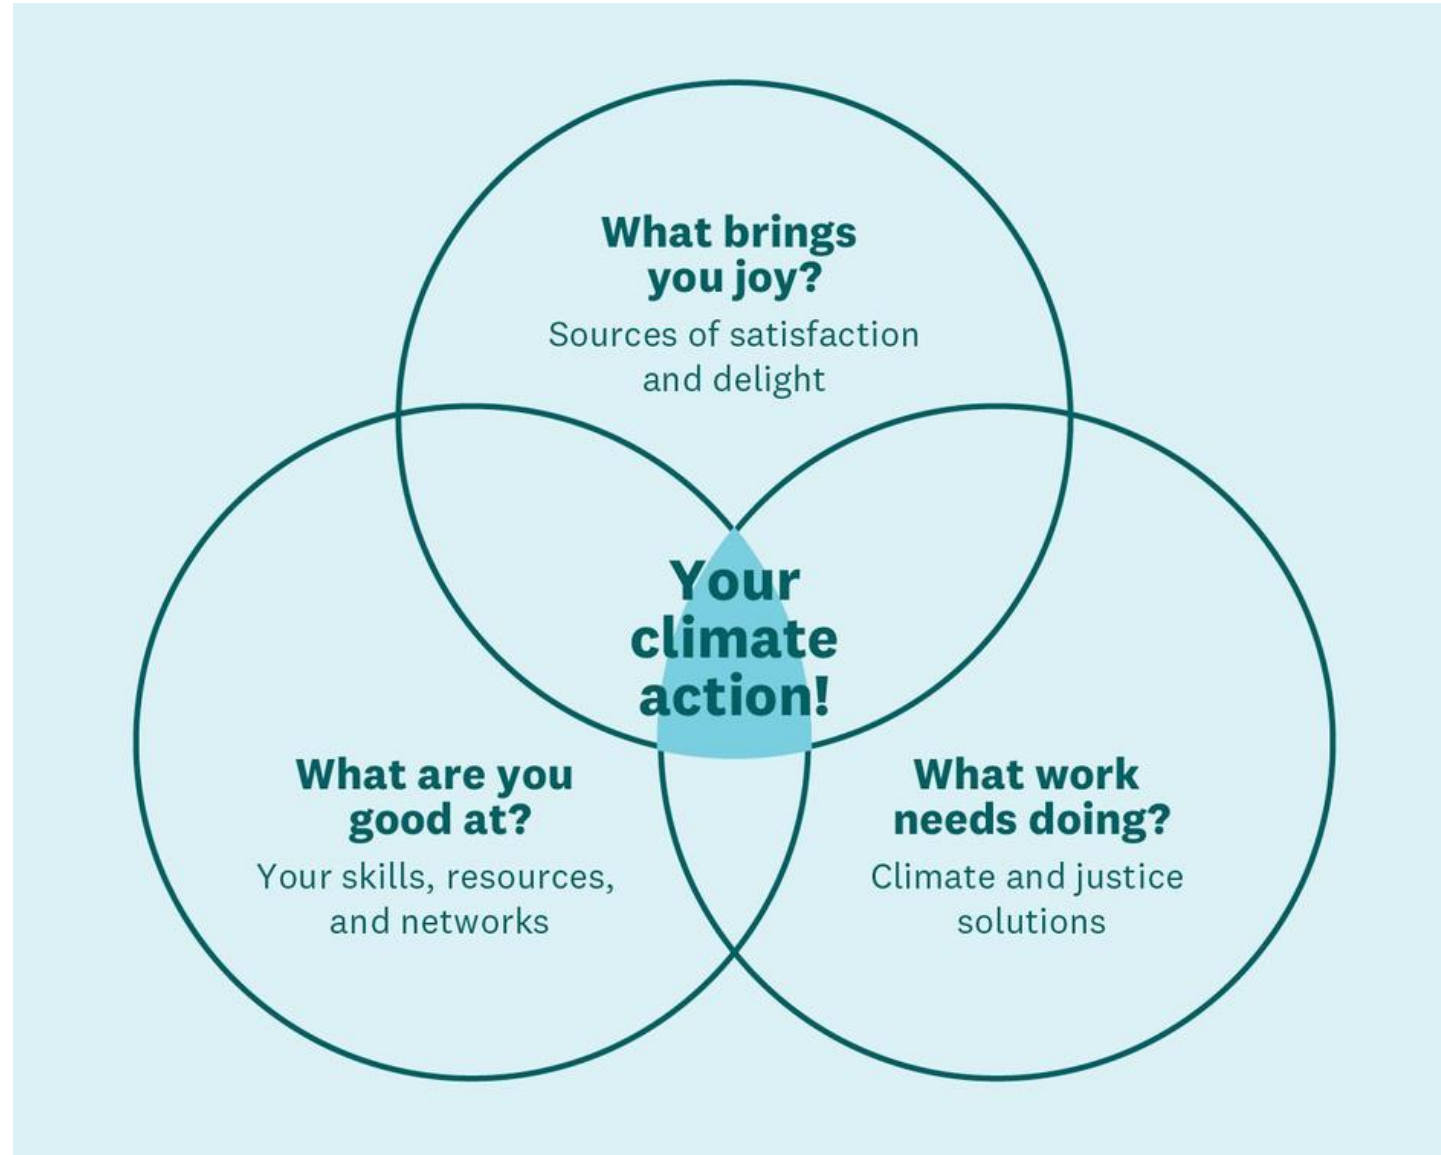 What brings
you joy?
Sources of satisfaction
and delight
Your
climate
action!
What are you
good at?
Your skills, resources,
and networks
What work
needs doing?
Climate and justice
solutions